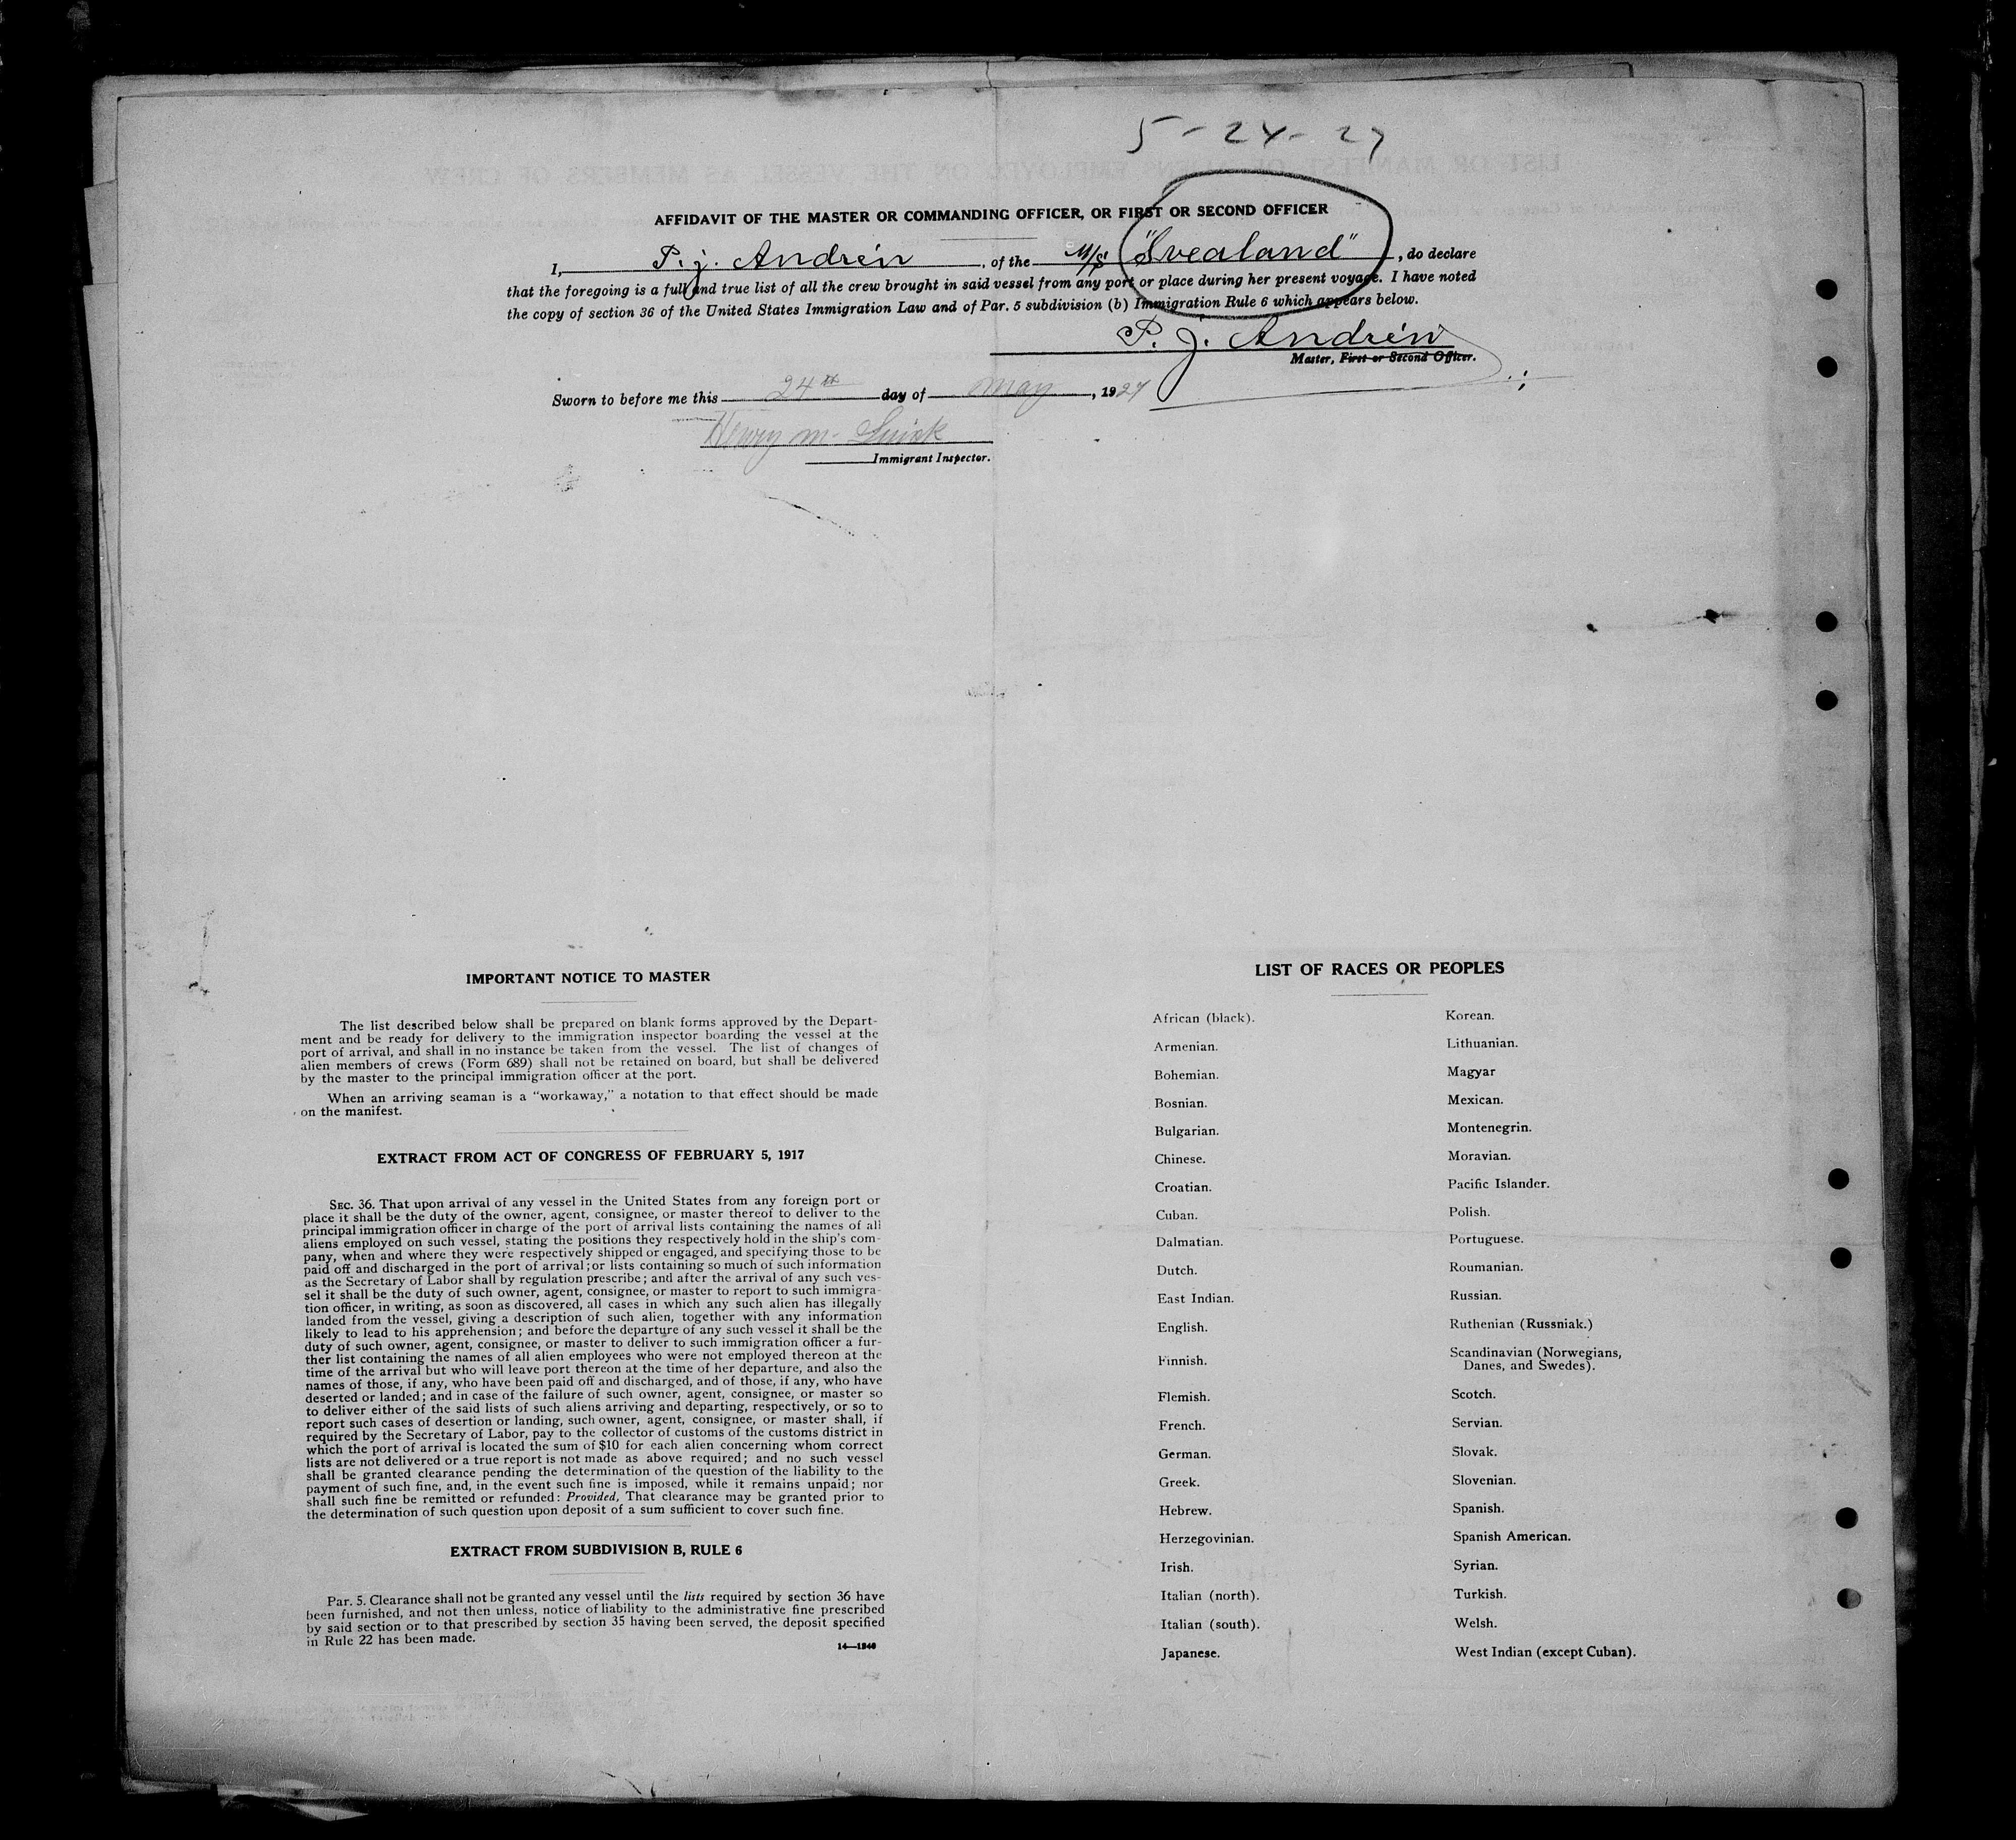 5-24-27
AFFIDAVIT OF THE MASTER OR COMMANDING OFFICER, OR FIRST OR SECOND OFFICER
I, P. J. Andrén, of the M/S "Svealand", do declare
that the foregoing is a full and true list of all the crew brought in said vessel from any port or place during her present voyage. I have noted
the copy of section 36 of the United States Immigration Law and of Par. 5 subdivision (b) Immigration Rule 6 which appears below.
P. J. Andrén
Master, First or Second Officer.
Sworn to before me this 24th day of May, 1927
Henry M.
Immigrant Inspector.
IMPORTANT NOTICE TO MASTER
The list described below shall be prepared on blank forms approved by the Depart-
ment and be ready for delivery to the immigration inspector boarding the vessel at the
port of arrival, and shall in no instance be taken from the vessel. The list of changes of
alien members of crews (Form 689) shall not be retained on board, but shall be delivered
by the master to the principal immigration officer at the port.
When an arriving seaman is a "workaway," a notation to that effect should be made
on the manifest.
EXTRACT FROM ACT OF CONGRESS OF FEBRUARY 5, 1917
SEC. 36. That upon arrival of any vessel in the United States from any foreign port or
place it shall be the duty of the owner, agent, consignee, or master thereof to deliver to the
principal immigration officer in charge of the port of arrival lists containing the names of all
aliens employed on such vessel, stating the positions they respectively hold in the ship's com-
pany, when and where they were respectively shipped or engaged, and specifying those to be
paid off and discharged in the port of arrival; or lists containing so much of such information
as the Secretary of Labor shall by regulation prescribe; and after the arrival of any such ves-
sel it shall be the duty of such owner, agent, consignee, or master to report to such immigra-
tion officer, in writing, as soon as discovered, all cases in which any such alien has illegally
landed from the vessel, giving a description of such alien, together with any information
likely to lead to his apprehension; and before the departure of any such vessel it shall be the
duty of such owner, agent, consignee, or master to deliver to such immigration officer a fur-
ther list containing the names of all alien employees who were not employed thereon at the
time of the arrival but who will leave port thereon at the time of her departure, and also the
names of those, if any, who have been paid off and discharged, and of those, if any, who have
deserted or landed; and in case of the failure of such owner, agent, consignee, or master so
to deliver either of the said lists of such aliens arriving and departing, respectively, or so to
report such cases of desertion or landing, such owner, agent, consignee, or master shall, if
required by the Secretary of Labor, pay to the collector of customs of the customs district in
which the port of arrival is located the sum of $10 for each alien concerning whom correct
lists are not delivered or a true report is not made as above required; and no such vessel
shall be granted clearance pending the determination of the question of the liability to the
payment of such fine, and, in the event such fine is imposed, while it remains unpaid; nor
shall such fine be remitted or refunded: Provided, That clearance may be granted prior to
the determination of such question upon deposit of a sum sufficient to cover such fine.
EXTRACT FROM SUBDIVISION B, RULE 6
Par. 5. Clearance shall not be granted any vessel until the lists required by section 36 have
been furnished, and not then unless, notice of liability to the administrative fine prescribed
by said section or to that prescribed by section 35 having been served, the deposit specified
in Rule 22 has been made.
14—1240
LIST OF RACES OR PEOPLES
African (black).
Armenian.
Bohemian.
Bosnian.
Bulgarian.
Chinese.
Croatian.
Cuban.
Dalmatian.
Dutch.
East Indian.
English.
Finnish.
Flemish.
French.
German.
Greek.
Hebrew.
Herzegovinian.
Irish.
Italian (north).
Italian (south).
Japanese.
Korean.
Lithuanian.
Magyar
Mexican.
Montenegrin.
Moravian.
Pacific Islander.
Polish.
Portuguese.
Roumanian.
Russian.
Ruthenian (Russniak.)
Scandinavian (Norwegians,
Danes, and Swedes).
Scotch.
Servian.
Slovak.
Slovenian.
Spanish.
Spanish American.
Syrian.
Turkish.
Welsh.
West Indian (except Cuban).